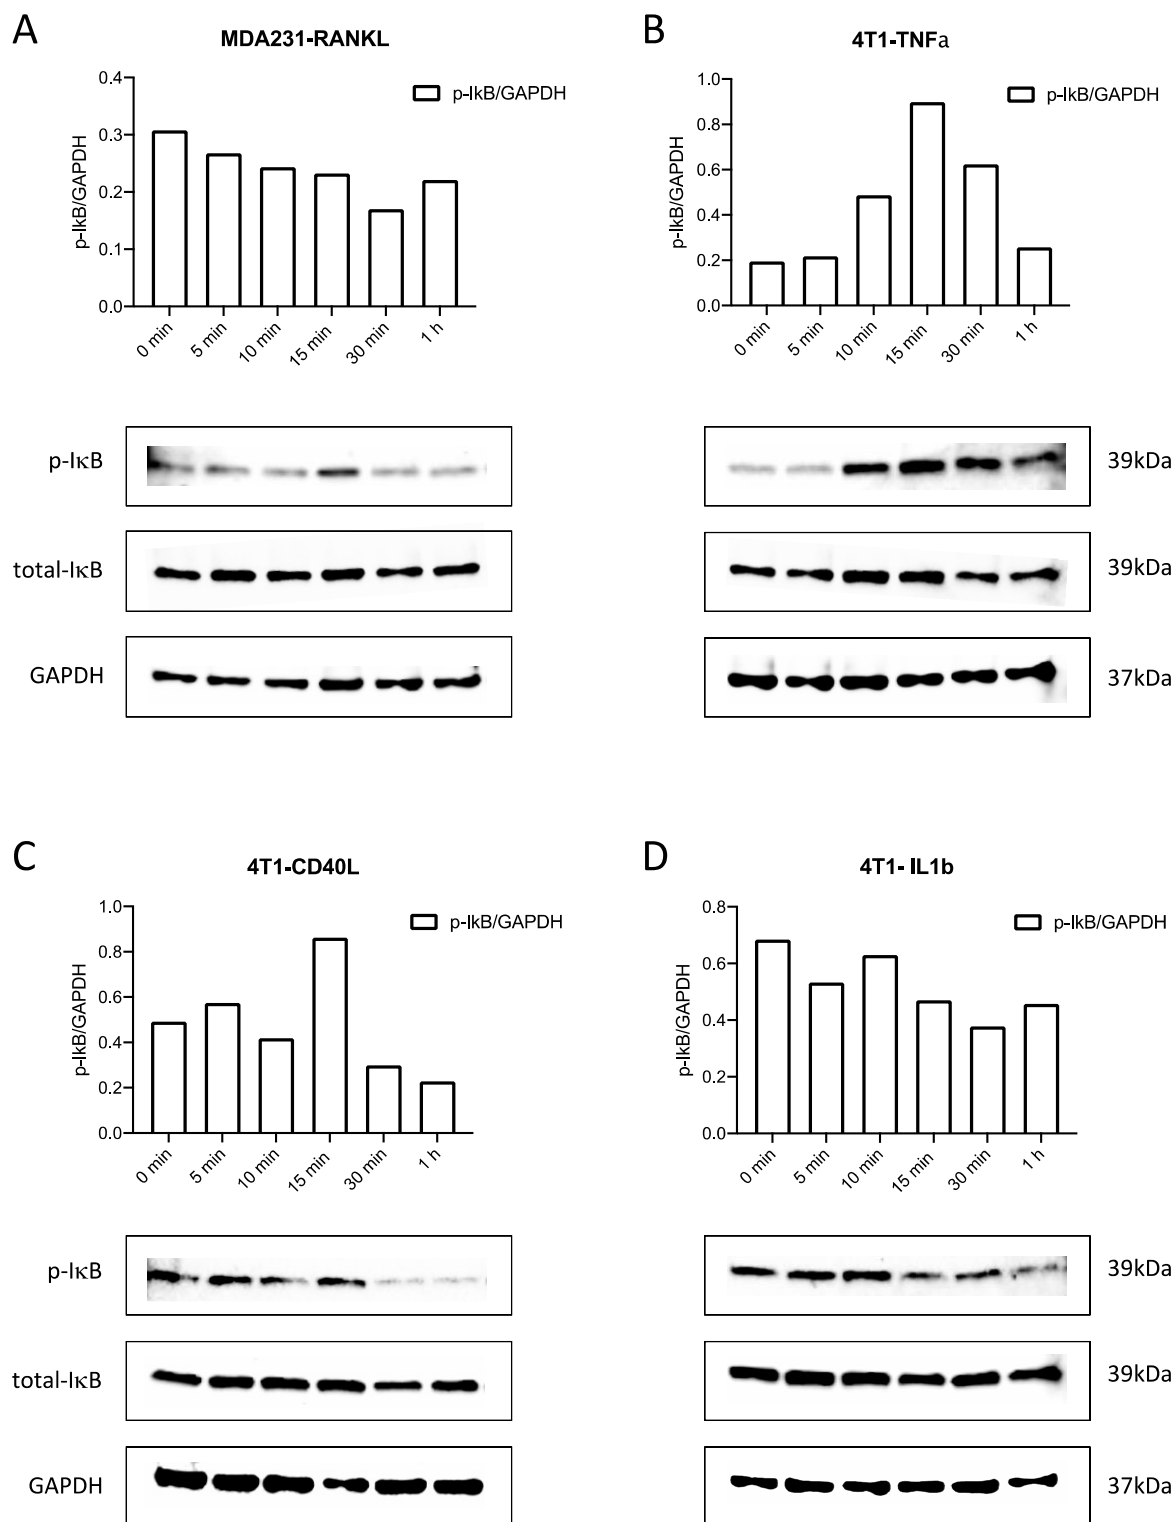 A
MDA231-RANKL
p-IkB/GAPDH
p-IkB/GAPDH
0.4
0.3
0.2
0.1
0.0
0 min
5 min
10 min
15 min
30 min
1 h
B
4T1-TNFa
p-IkB/GAPDH
p-IkB/GAPDH
1.0
0.8
0.6
0.4
0.2
0.0
0 min
5 min
10 min
15 min
30 min
1 h
p-IκB
39kDa
total-IκB
39kDa
GAPDH
37kDa
C
4T1-CD40L
p-IkB/GAPDH
p-IkB/GAPDH
1.0
0.8
0.6
0.4
0.2
0.0
0 min
5 min
10 min
15 min
30 min
1 h
D
4T1- IL1b
p-IkB/GAPDH
p-IkB/GAPDH
0.8
0.6
0.4
0.2
0.0
0 min
5 min
10 min
15 min
30 min
1 h
p-IκB
39kDa
total-IκB
39kDa
GAPDH
37kDa